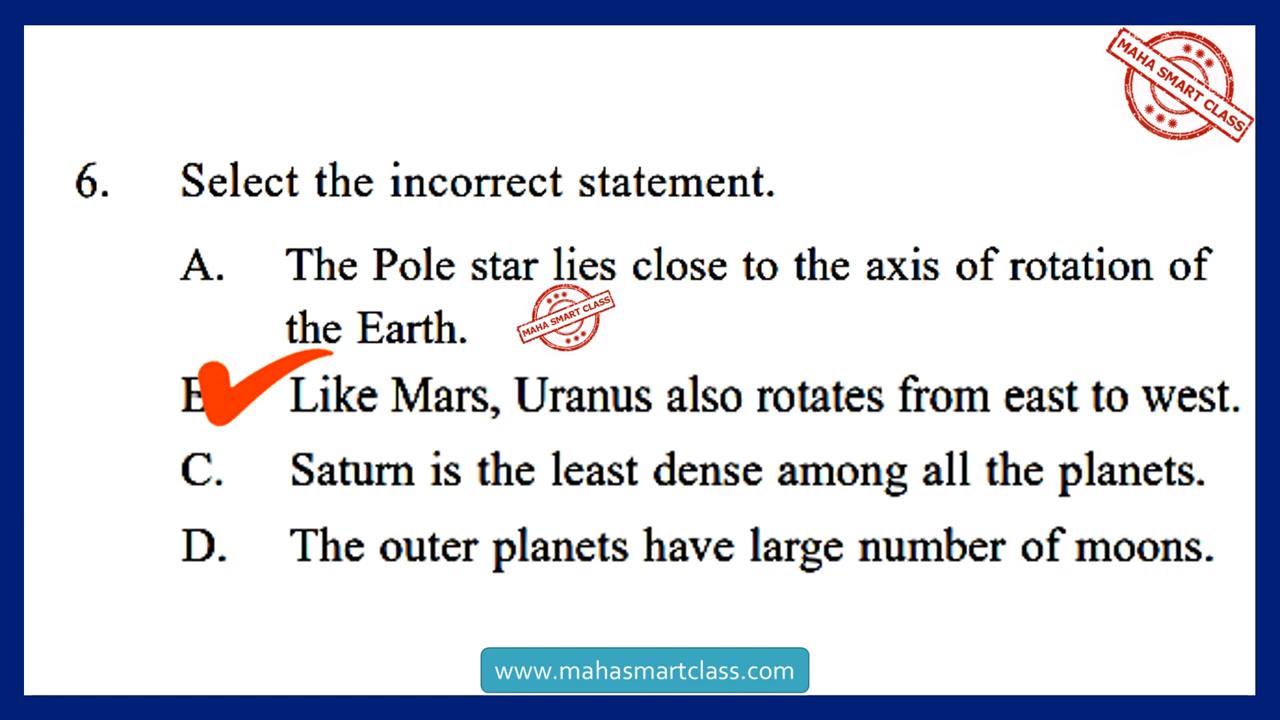 MAHA SMART CLASS
6. Select the incorrect statement.
A. The Pole star lies close to the axis of rotation of
the Earth.
MAHA SMART CLASS
Like Mars, Uranus also rotates from east to west.
C. Saturn is the least dense among all the planets.
D. The outer planets have large number of moons.
www.mahasmartclass.com